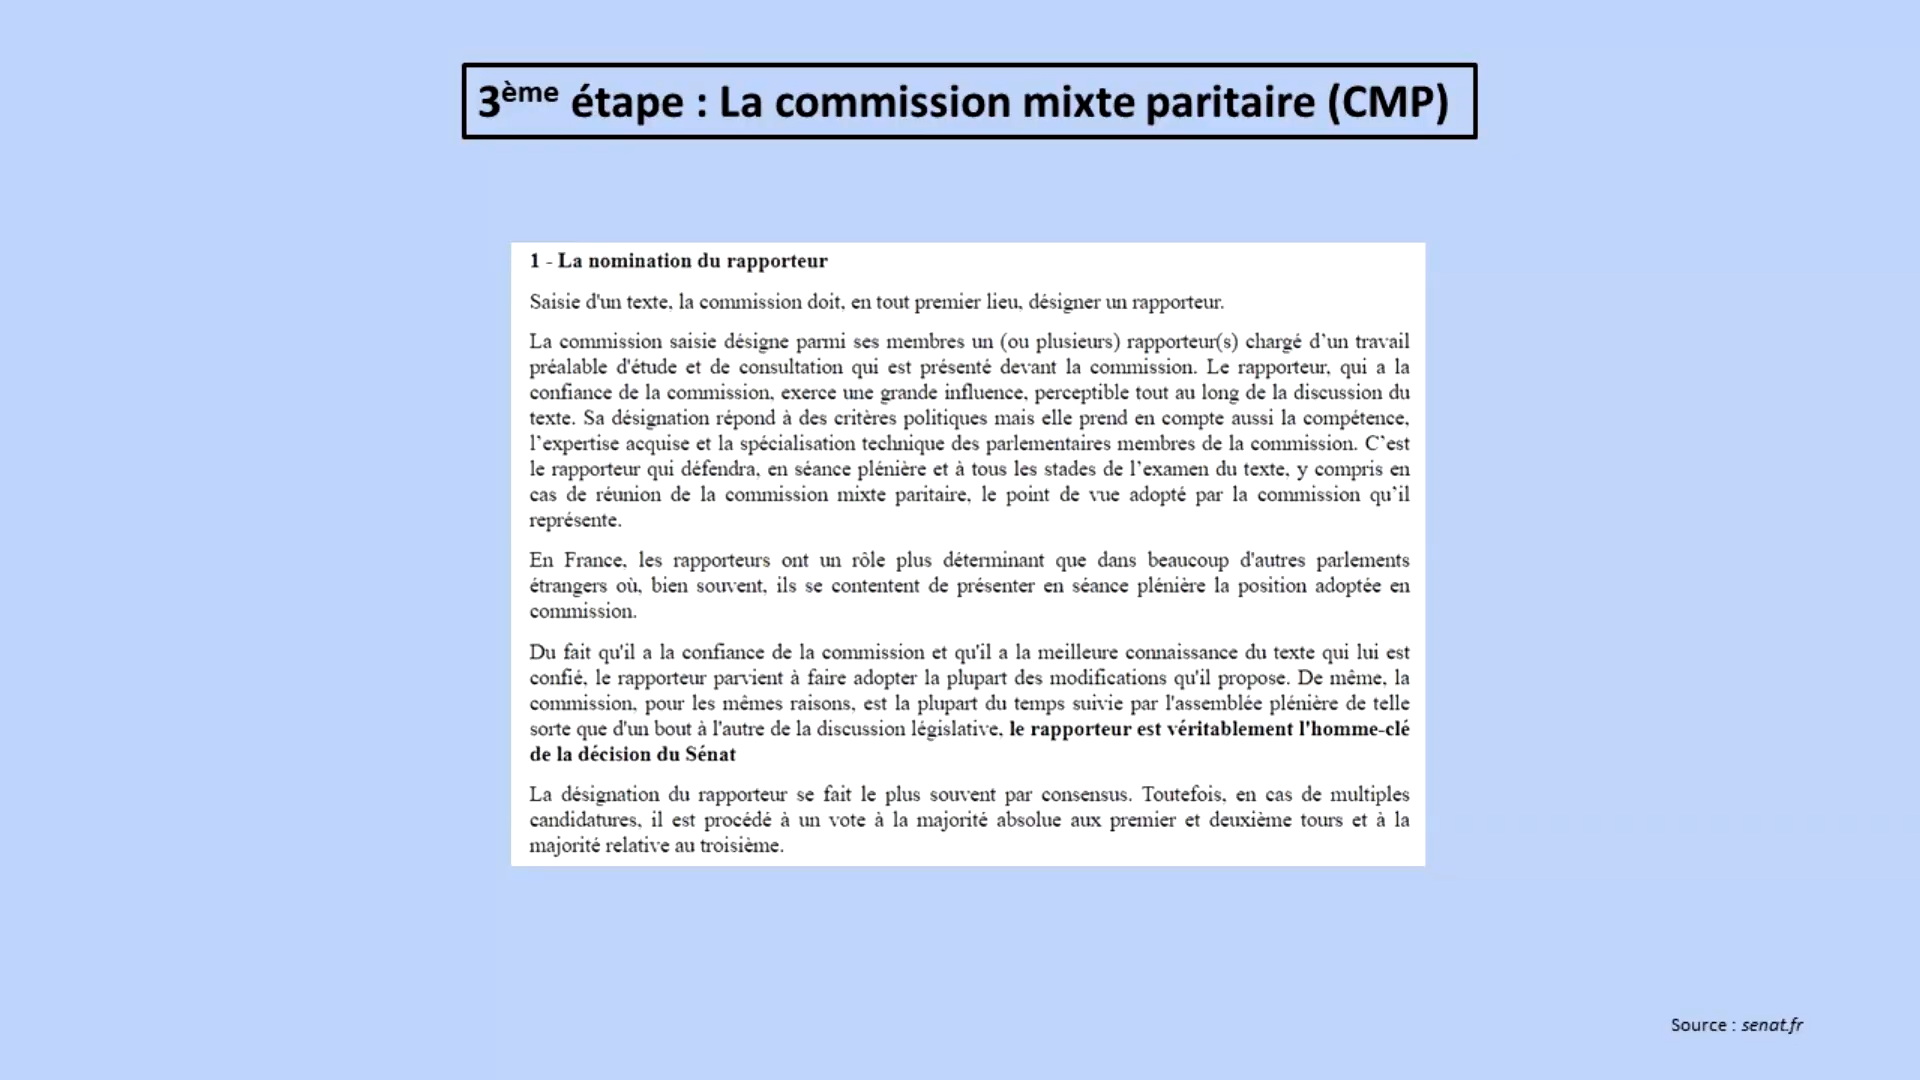 3ème étape : La commission mixte paritaire (CMP)
1 - La nomination du rapporteur
Saisie d'un texte, la commission doit, en tout premier lieu, désigner un rapporteur.
La commission saisie désigne parmi ses membres un (ou plusieurs) rapporteur(s) chargé d’un travail
préalable d'étude et de consultation qui est présenté devant la commission. Le rapporteur, qui a la
confiance de la commission, exerce une grande influence, perceptible tout au long de la discussion du
texte. Sa désignation répond à des critères politiques mais elle prend en compte aussi la compétence,
l’expertise acquise et la spécialisation technique des parlementaires membres de la commission. C’est
le rapporteur qui défendra, en séance plénière et à tous les stades de l’examen du texte, y compris en
cas de réunion de la commission mixte paritaire, le point de vue adopté par la commission qu’il
représente.
En France, les rapporteurs ont un rôle plus déterminant que dans beaucoup d'autres parlements
étrangers où, bien souvent, ils se contentent de présenter en séance plénière la position adoptée en
commission.
Du fait qu'il a la confiance de la commission et qu'il a la meilleure connaissance du texte qui lui est
confié, le rapporteur parvient à faire adopter la plupart des modifications qu'il propose. De même, la
commission, pour les mêmes raisons, est la plupart du temps suivie par l'assemblée plénière de telle
sorte que d'un bout à l'autre de la discussion législative, le rapporteur est véritablement l'homme-clé
de la décision du Sénat
La désignation du rapporteur se fait le plus souvent par consensus. Toutefois, en cas de multiples
candidatures, il est procédé à un vote à la majorité absolue aux premier et deuxième tours et à la
majorité relative au troisième.
Source : senat.fr